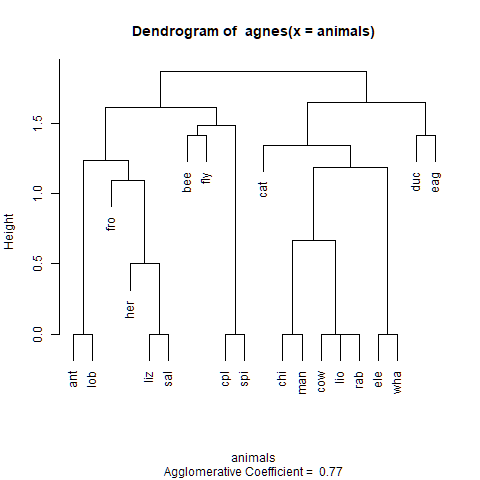 Dendrogram of agnes(x = animals)
Height
1.5
1.0
0.5
0.0
ant
lob
fro
her
liz
sal
bee
fly
cpl
spi
cat
chi
man
cow
lio
rab
ele
wha
duc
eag
animals
Agglomerative Coefficient = 0.77